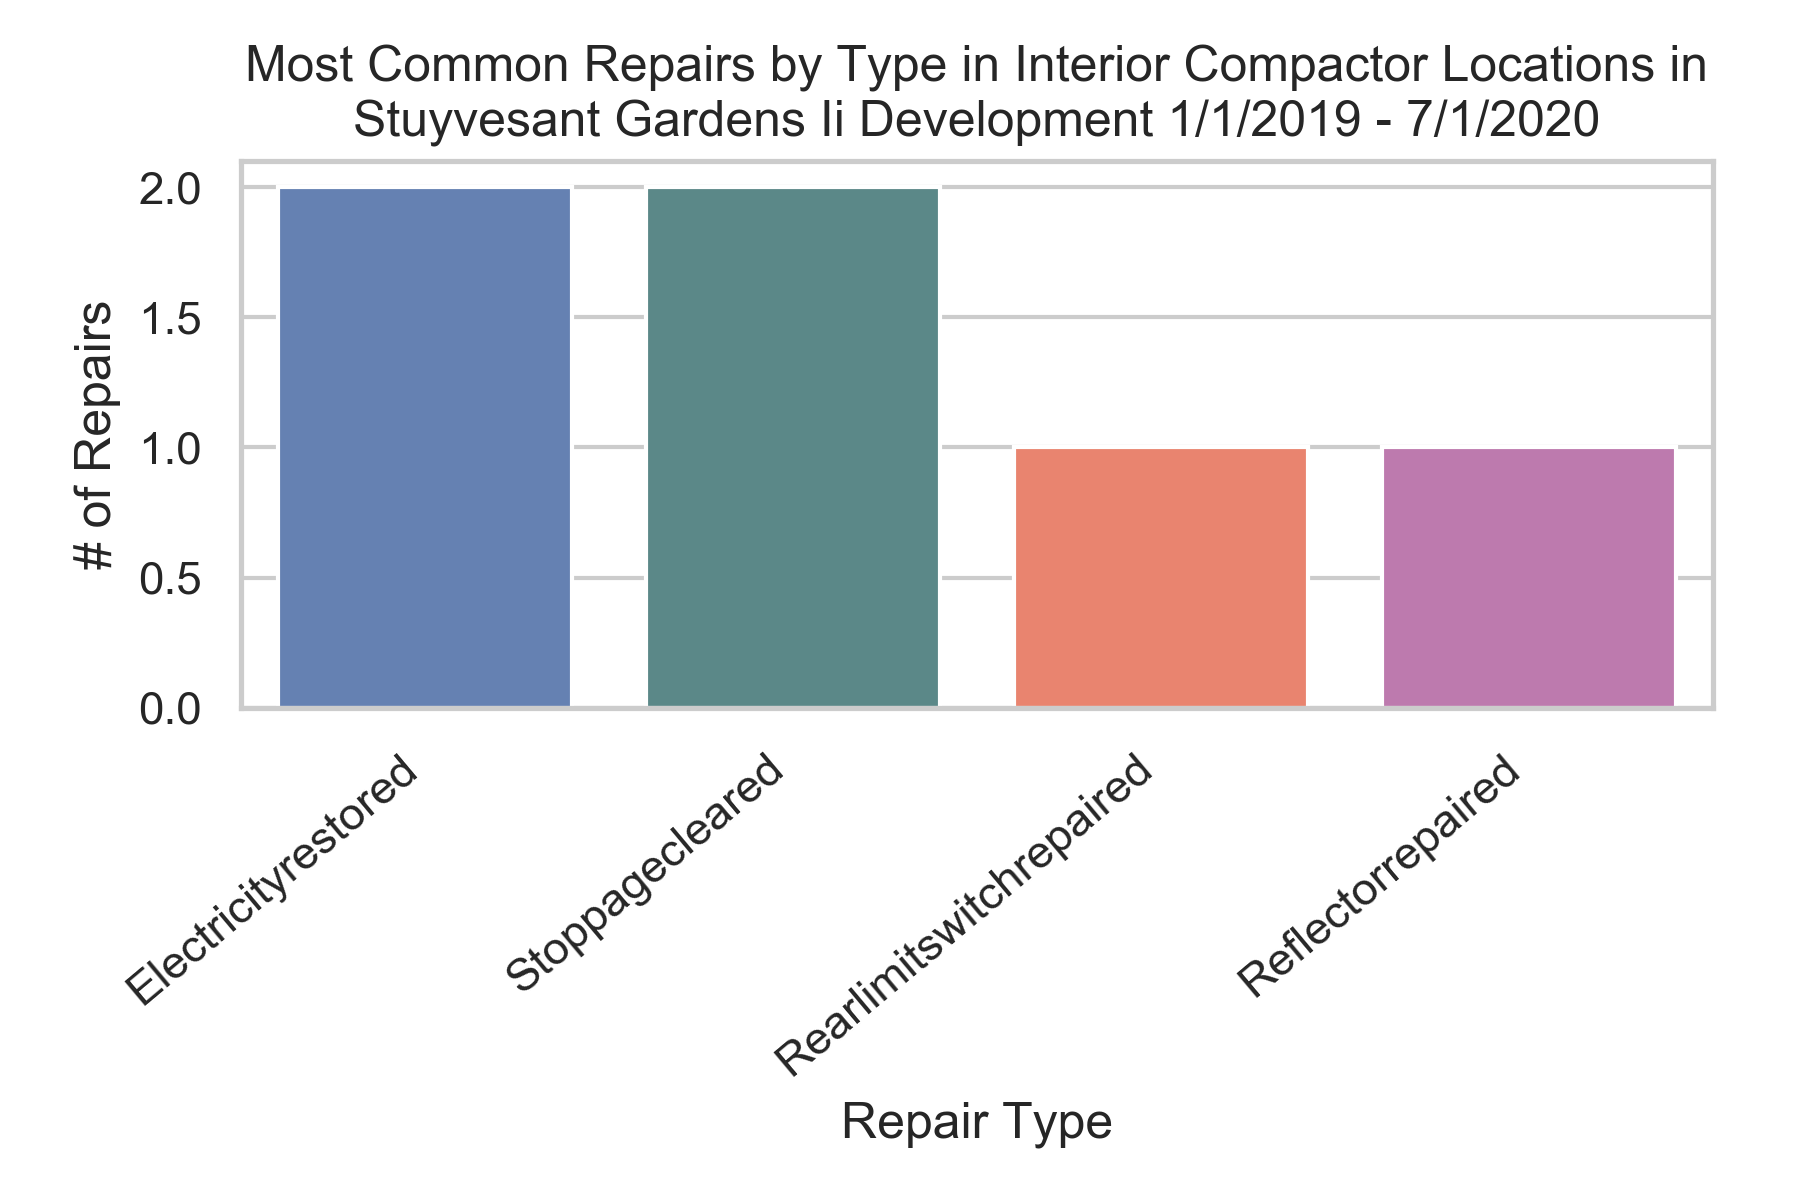 Most Common Repairs by Type in Interior Compactor Locations in
Stuyvesant Gardens Ii Development 1/1/2019 - 7/1/2020
# of Repairs
2.0
1.5
1.0
0.5
0.0
Electricityrestored
Stoppagecleared
Rearlimitswitchrepaired
Reflectorrepaired
Repair Type